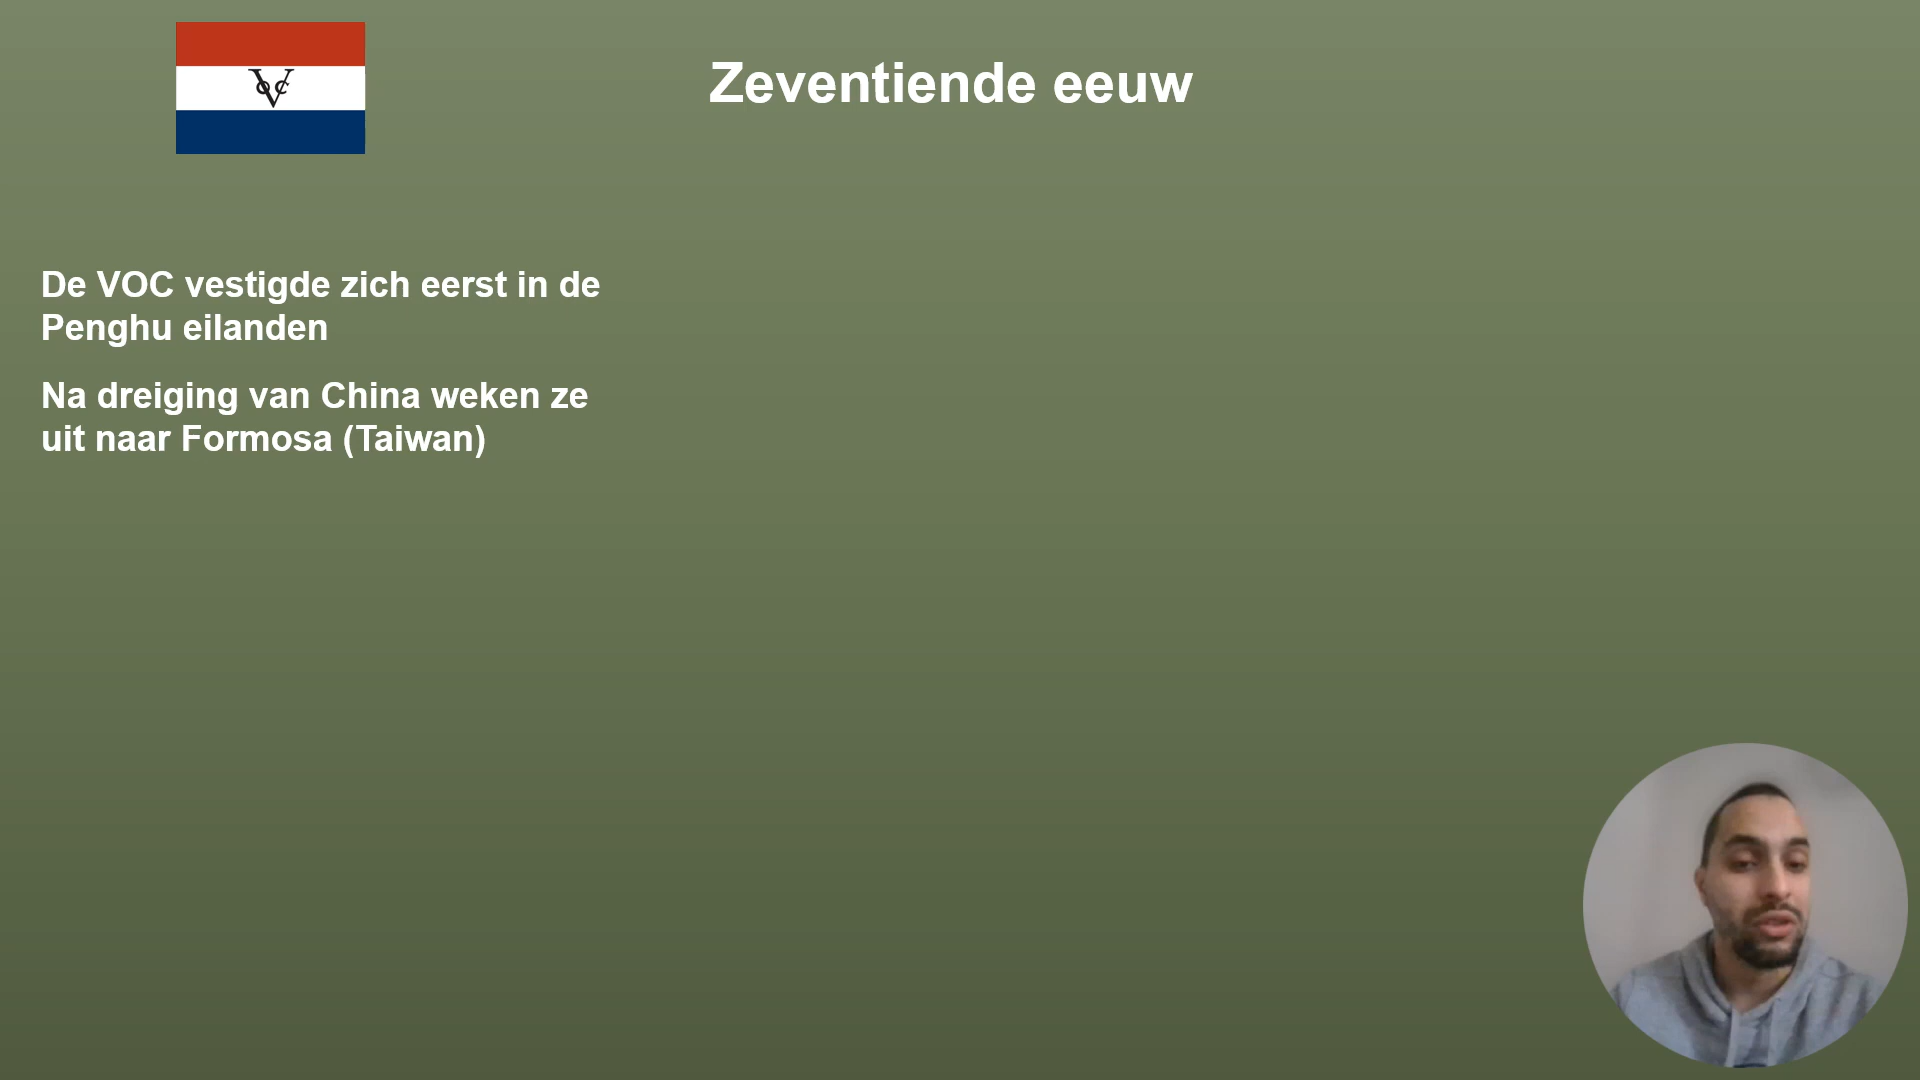 VOC
Zeventiende eeuw
De VOC vestigde zich eerst in de
Penghu eilanden
Na dreiging van China weken ze
uit naar Formosa (Taiwan)